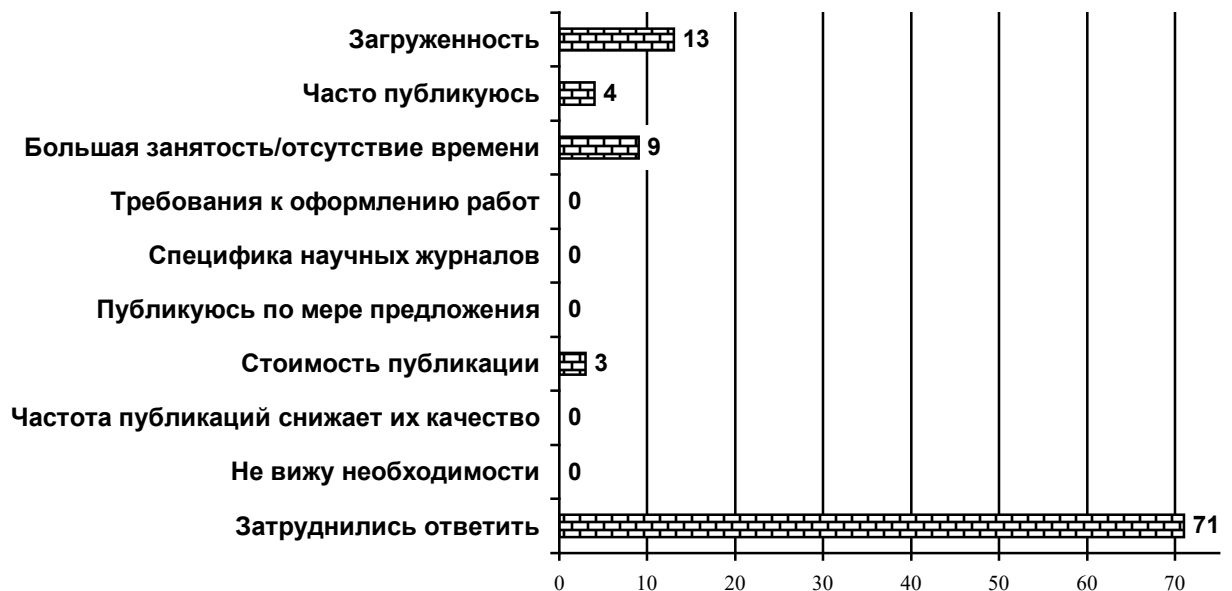 Загруженность 13
Часто публикуюсь 4
Большая занятость/отсутствие времени 9
Требования к оформлению работ 0
Специфика научных журналов 0
Публикуюсь по мере предложения 0
Стоимость публикации 3
Частота публикаций снижает их качество 0
Не вижу необходимости 0
Затруднились ответить 71
0 10 20 30 40 50 60 70